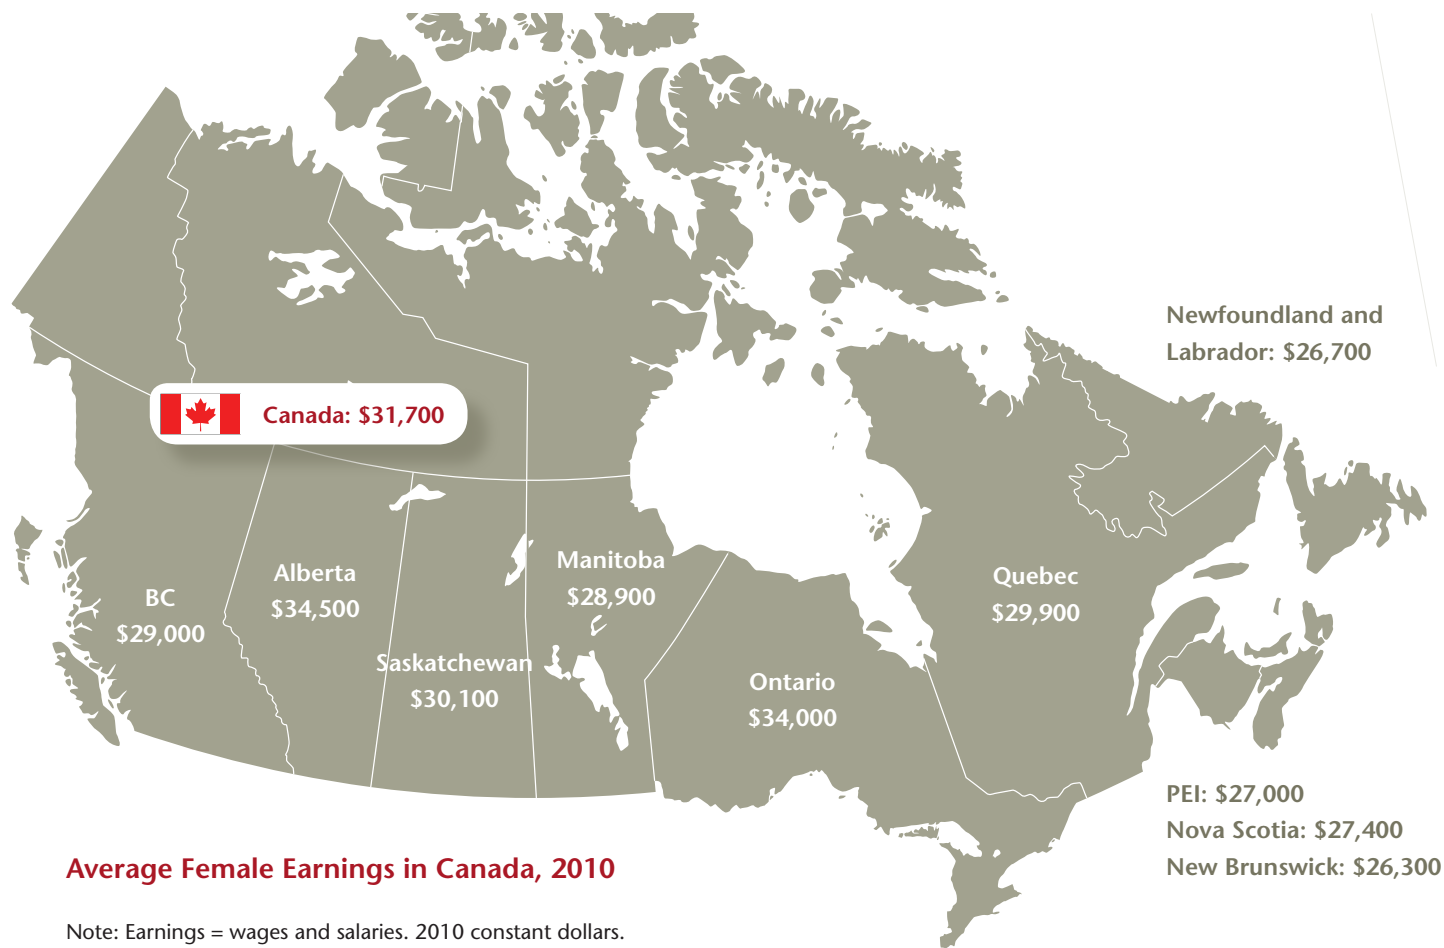 Newfoundland and
Labrador: $26,700
Canada: $31,700
BC
$29,000
Alberta
$34,500
Saskatchewan
$30,100
Manitoba
$28,900
Ontario
$34,000
Quebec
$29,900
PEI: $27,000
Nova Scotia: $27,400
New Brunswick: $26,300
Average Female Earnings in Canada, 2010
Note: Earnings = wages and salaries. 2010 constant dollars.